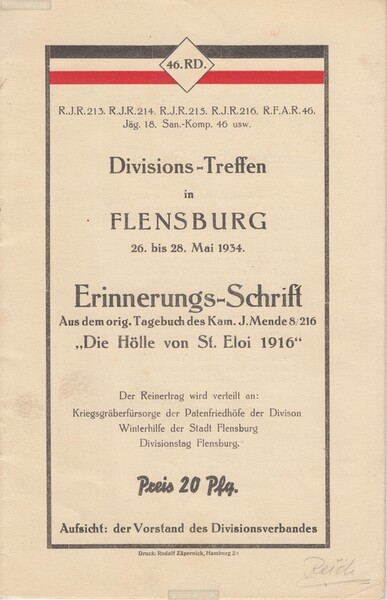 46.RD.
R.J.R.213. R.J.R.214. R.J.R.215. R.J.R.216. R.F.A.R.46.
Jäg. 18. San.-Komp. 46 usw.
Divisions-Treffen
in
FLENSBURG
26. bis 28. Mai 1934.
Erinnerungs-Schrift
Aus dem orig. Tagebuch des Kam. J.Mende 8/216
„Die Hölle von St. Eloi 1916“
Der Reinertrag wird verteilt an:
Kriegsgräberfürsorge der Patenfriedhöfe der Divison
Winterhilfe der Stadt Flensburg
Divisionstag Flensburg.
Preis 20 Pfg.
Aufsicht: der Vorstand des Divisionsverbandes
Druck: Rudolf Zäpernick, Hamburg 21
Reich